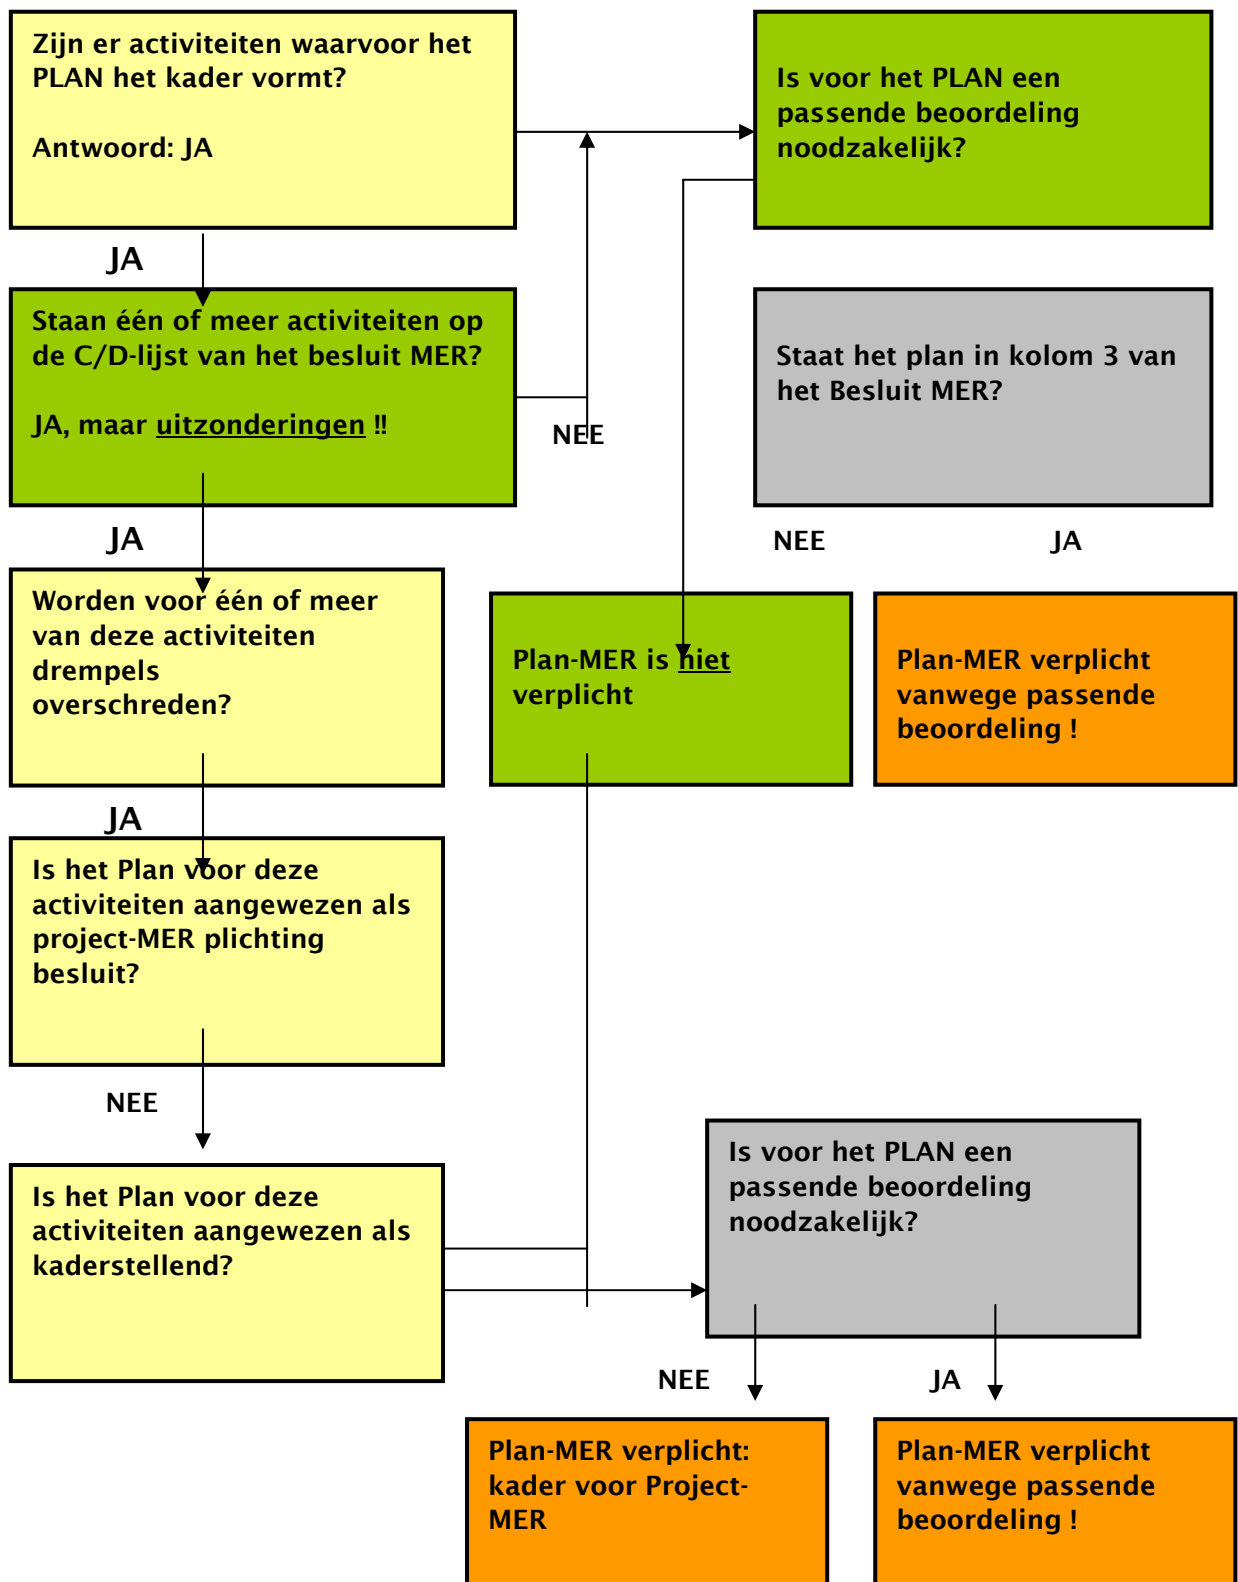 Zijn er activiteiten waarvoor het
PLAN het kader vormt?
Antwoord: JA
Is voor het PLAN een
passende beoordeling
noodzakelijk?
JA
Staan één of meer activiteiten op
de C/D-lijst van het besluit MER?
JA, maar uitzonderingen !!
NEE
Staat het plan in kolom 3 van
het Besluit MER?
JA
NEE
JA
Worden voor één of meer
van deze activiteiten
drempels
overschreden?
Plan-MER is niet
verplicht
Plan-MER verplicht
vanwege passende
beoordeling !
JA
Is het Plan voor deze
activiteiten aangewezen als
project-MER plichting
besluit?
NEE
Is het Plan voor deze
activiteiten aangewezen als
kaderstellend?
Is voor het PLAN een
passende beoordeling
noodzakelijk?
NEE
JA
Plan-MER verplicht:
kader voor Project-
MER
Plan-MER verplicht
vanwege passende
beoordeling !